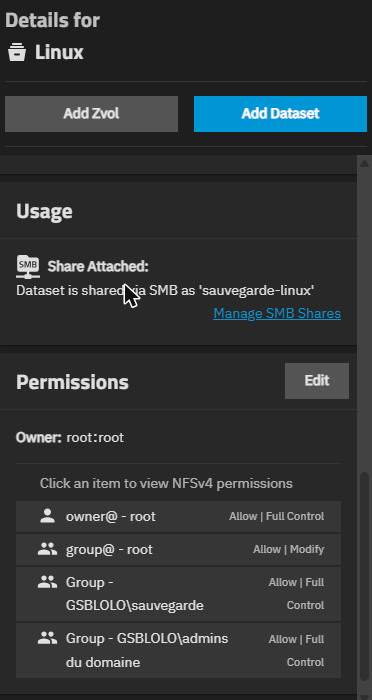 Details for
Linux
Add Zvol
Add Dataset
Usage
SMB
Share Attached:
Dataset is shared via SMB as 'sauvegarde-linux'
Manage SMB Shares
Permissions
Edit
Owner: root:root
Click an item to view NFSv4 permissions
owner@ - root
Allow | Full Control
group@ - root
Allow | Modify
Group -
GSBLOLO\sauvegarde
Allow | Full
Control
Group - GSBLOLO\admins
du domaine
Allow | Full
Control